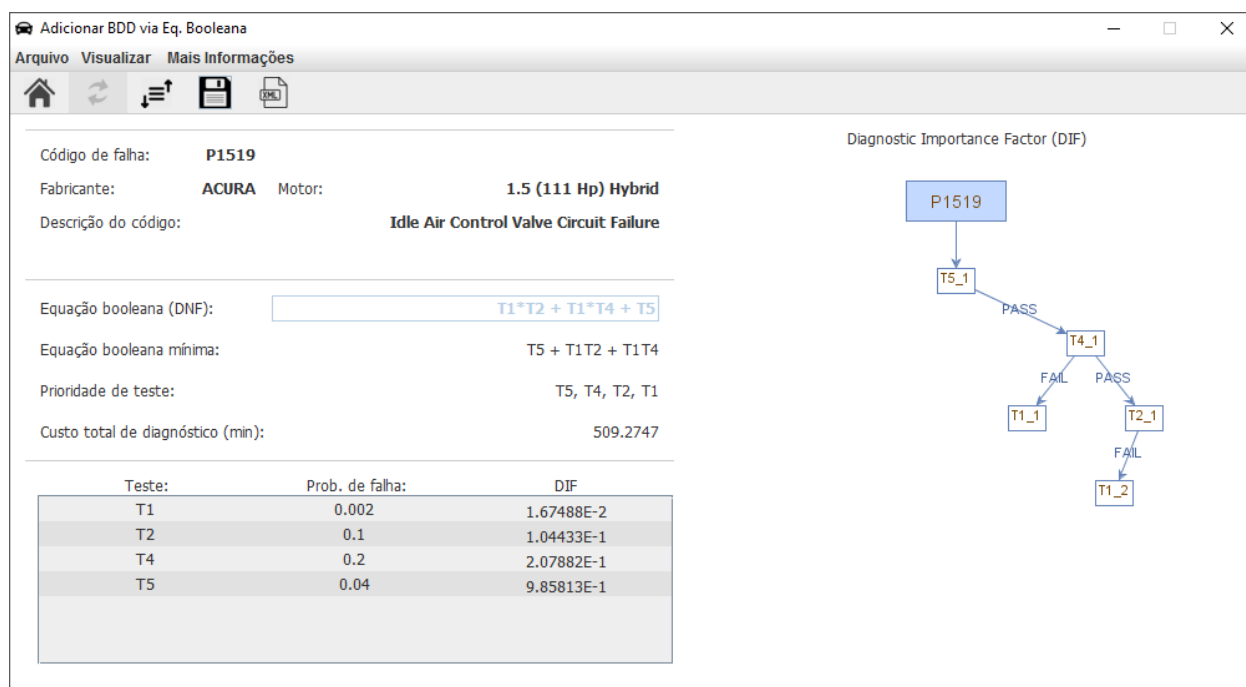 Adicionar BDD via Eq. Booleana
Arquivo Visualizar Mais Informações
XML
Código de falha: P1519
Fabricante: ACURA Motor: 1.5 (111 Hp) Hybrid
Descrição do código: Idle Air Control Valve Circuit Failure
Equação booleana (DNF): T1*T2 + T1*T4 + T5
Equação booleana mínima: T5 + T1T2 + T1T4
Prioridade de teste: T5, T4, T2, T1
Custo total de diagnóstico (min): 509.2747
Teste: Prob. de falha: DIF
T1 0.002 1.67488E-2
T2 0.1 1.04433E-1
T4 0.2 2.07882E-1
T5 0.04 9.85813E-1
Diagnostic Importance Factor (DIF)
P1519
T5_1
PASS
T4_1
FAIL PASS
T1_1 T2_1
FAIL
T1_2